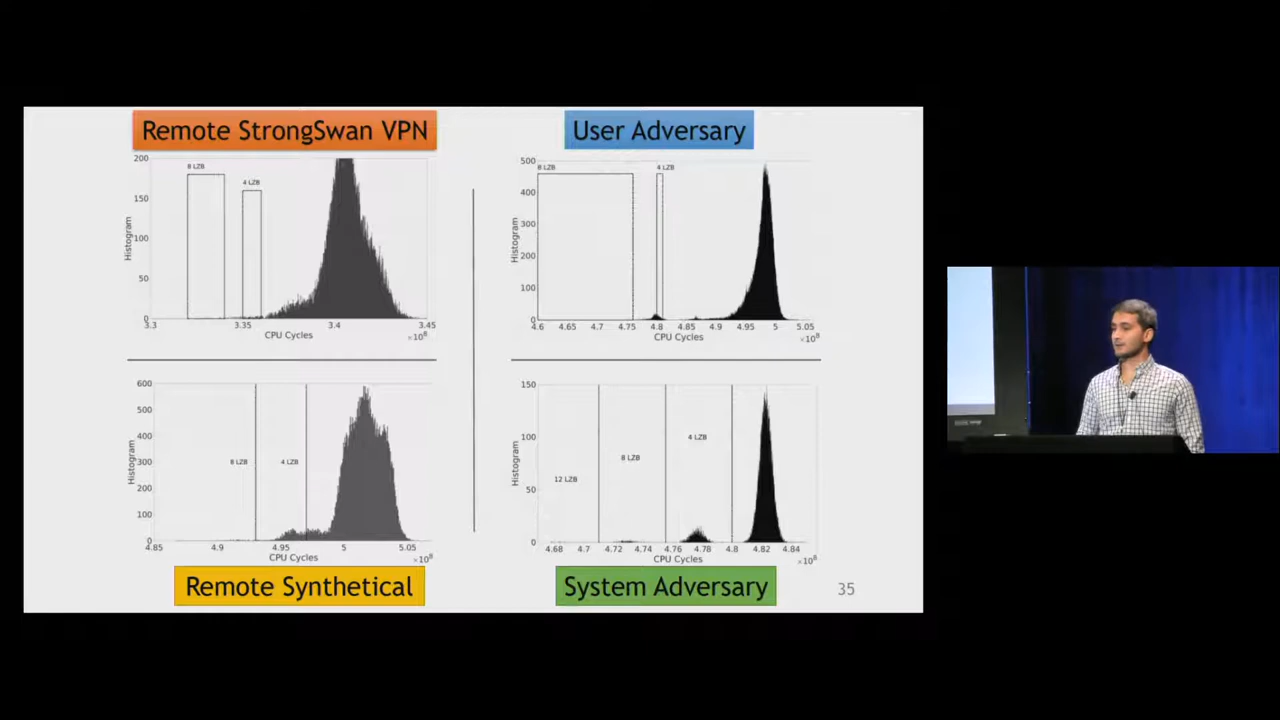 Remote StrongSwan VPN
200
8 LZB
4 LZB
150
100
50
0
Histogram
3.3
3.35
3.4
3.45
CPU Cycles
×10⁸
User Adversary
500
8 LZB
4 LZB
400
300
200
100
0
Histogram
4.6
4.65
4.7
4.75
4.8
4.85
4.9
4.95
5
5.05
CPU Cycles
×10⁸
600
500
400
300
200
100
0
Histogram
8 LZB
4 LZB
4.85
4.9
4.95
5
5.05
CPU Cycles
×10⁸
Remote Synthetical
150
100
50
0
Histogram
12 LZB
8 LZB
4 LZB
4.68
4.7
4.72
4.74
4.76
4.78
4.8
4.82
4.84
CPU Cycles
×10⁸
System Adversary
35